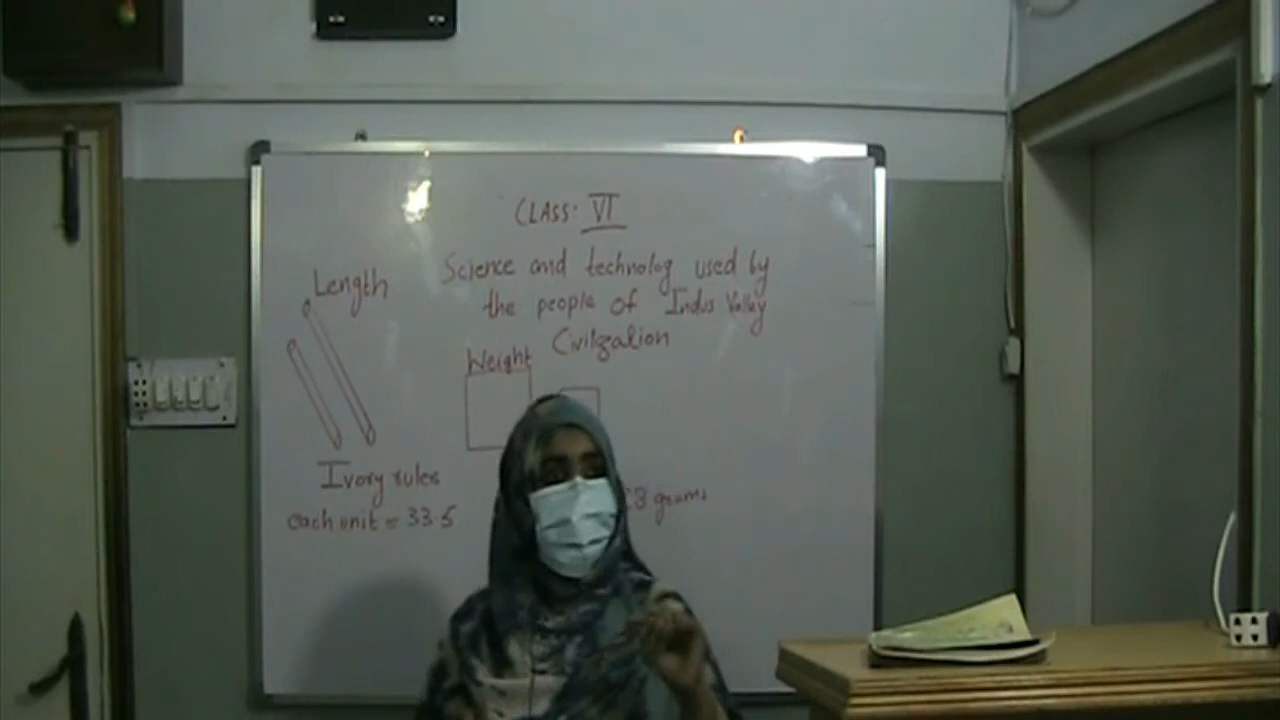 CLASS: VI
Science and technolog used by
the people of Indus Valley
Civilzation
Length
Ivory rules
each unit = 33.5
Weight
grams